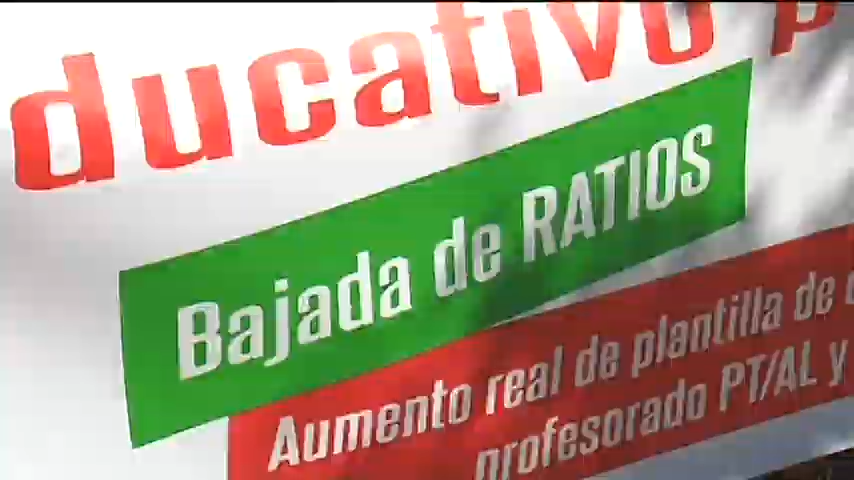 ducativo
Bajada de RATIOS
Aumento real de plantilla de
profesorado PT/AL y